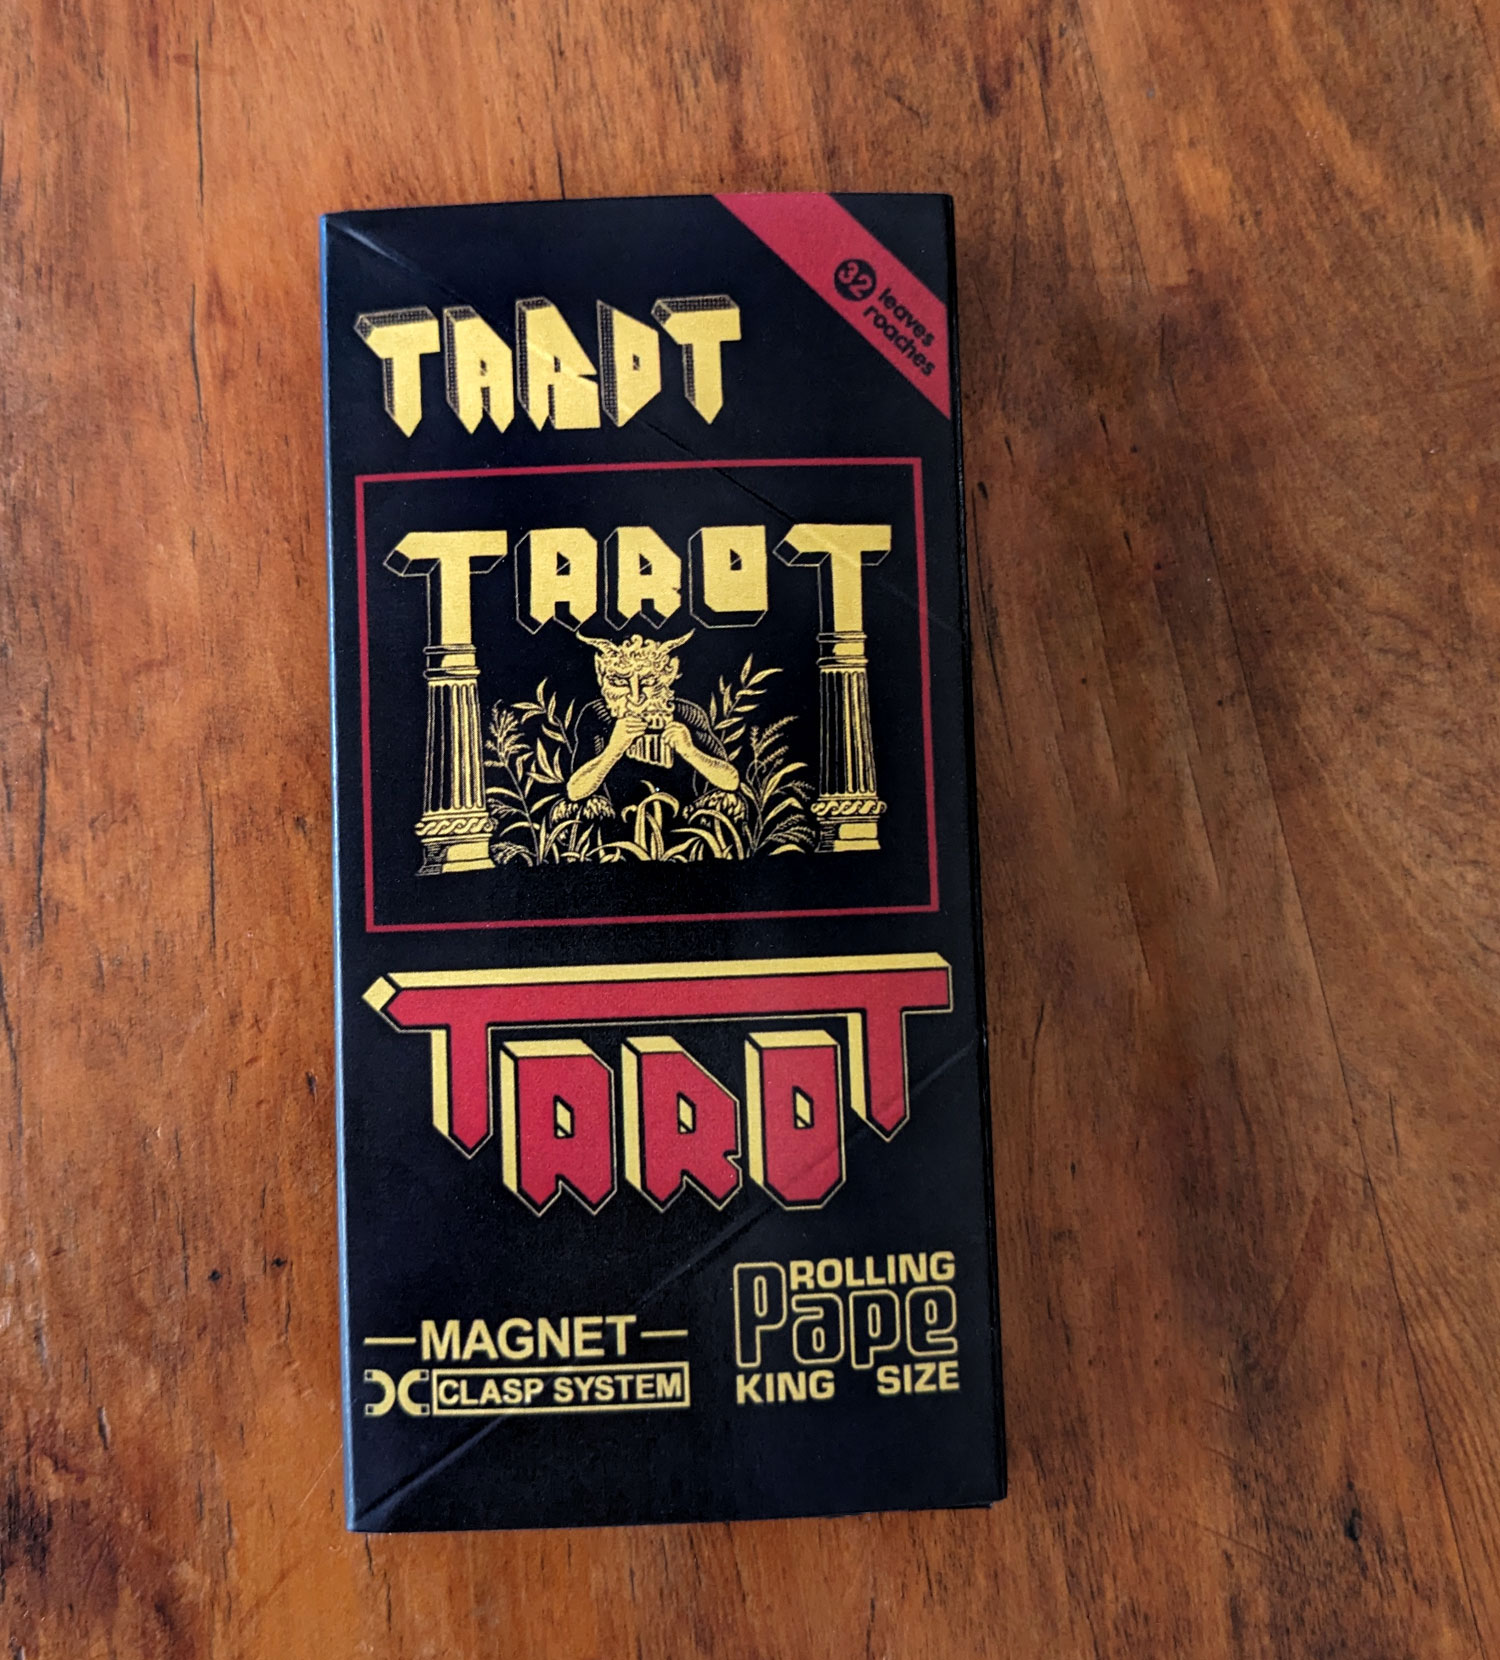 32 leaves
roaches
TAROT
TAROT
TAROT
MAGNET
CLASP SYSTEM
ROLLING
Pape
KING SIZE